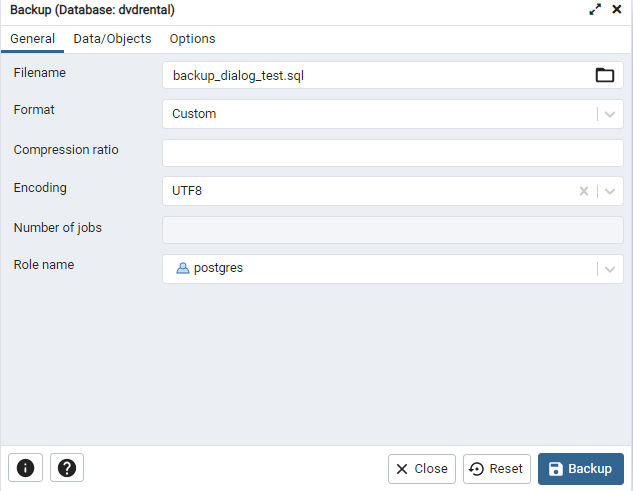 Backup (Database: dvdrental)
General Data/Objects Options
Filename backup_dialog_test.sql
Format Custom
Compression ratio
Encoding UTF8
Number of jobs
Role name postgres
Close Reset Backup